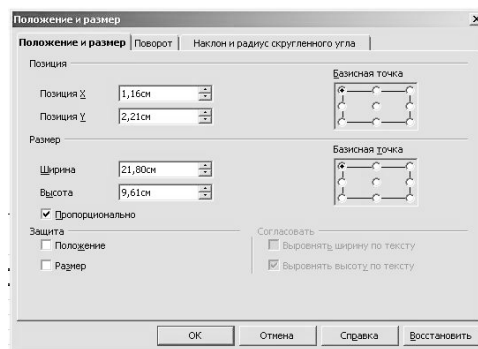 Положение и размер
Положение и размер Поворот Наклон и радиус скругленного угла
Позиция
Базисная точка
Позиция X 1,16см
Позиция Y 2,21см
Размер
Базисная точка
Ширина 21,80см
Высота 9,61см
Пропорционально
Защита
Согласовать
Положение
Выровнять ширину по тексту
Размер
Выровнять высоту по тексту
ОК Отмена Справка Восстановить